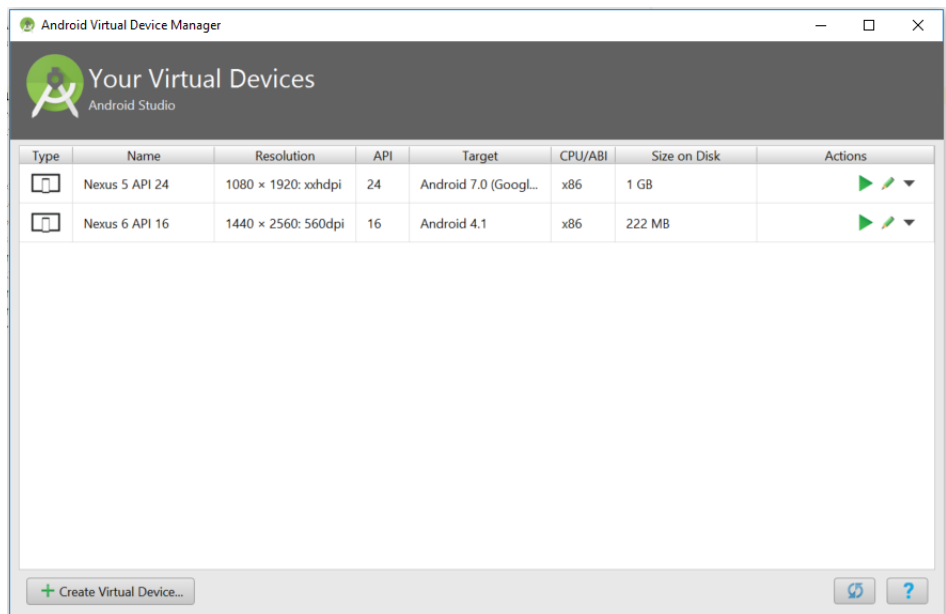 Android Virtual Device Manager
Your Virtual Devices
Android Studio
Type Name Resolution API Target CPU/ABI Size on Disk Actions
Nexus 5 API 24 1080 × 1920: xxhdpi 24 Android 7.0 (Googl... x86 1 GB
Nexus 6 API 16 1440 × 2560: 560dpi 16 Android 4.1 x86 222 MB
+ Create Virtual Device...
?